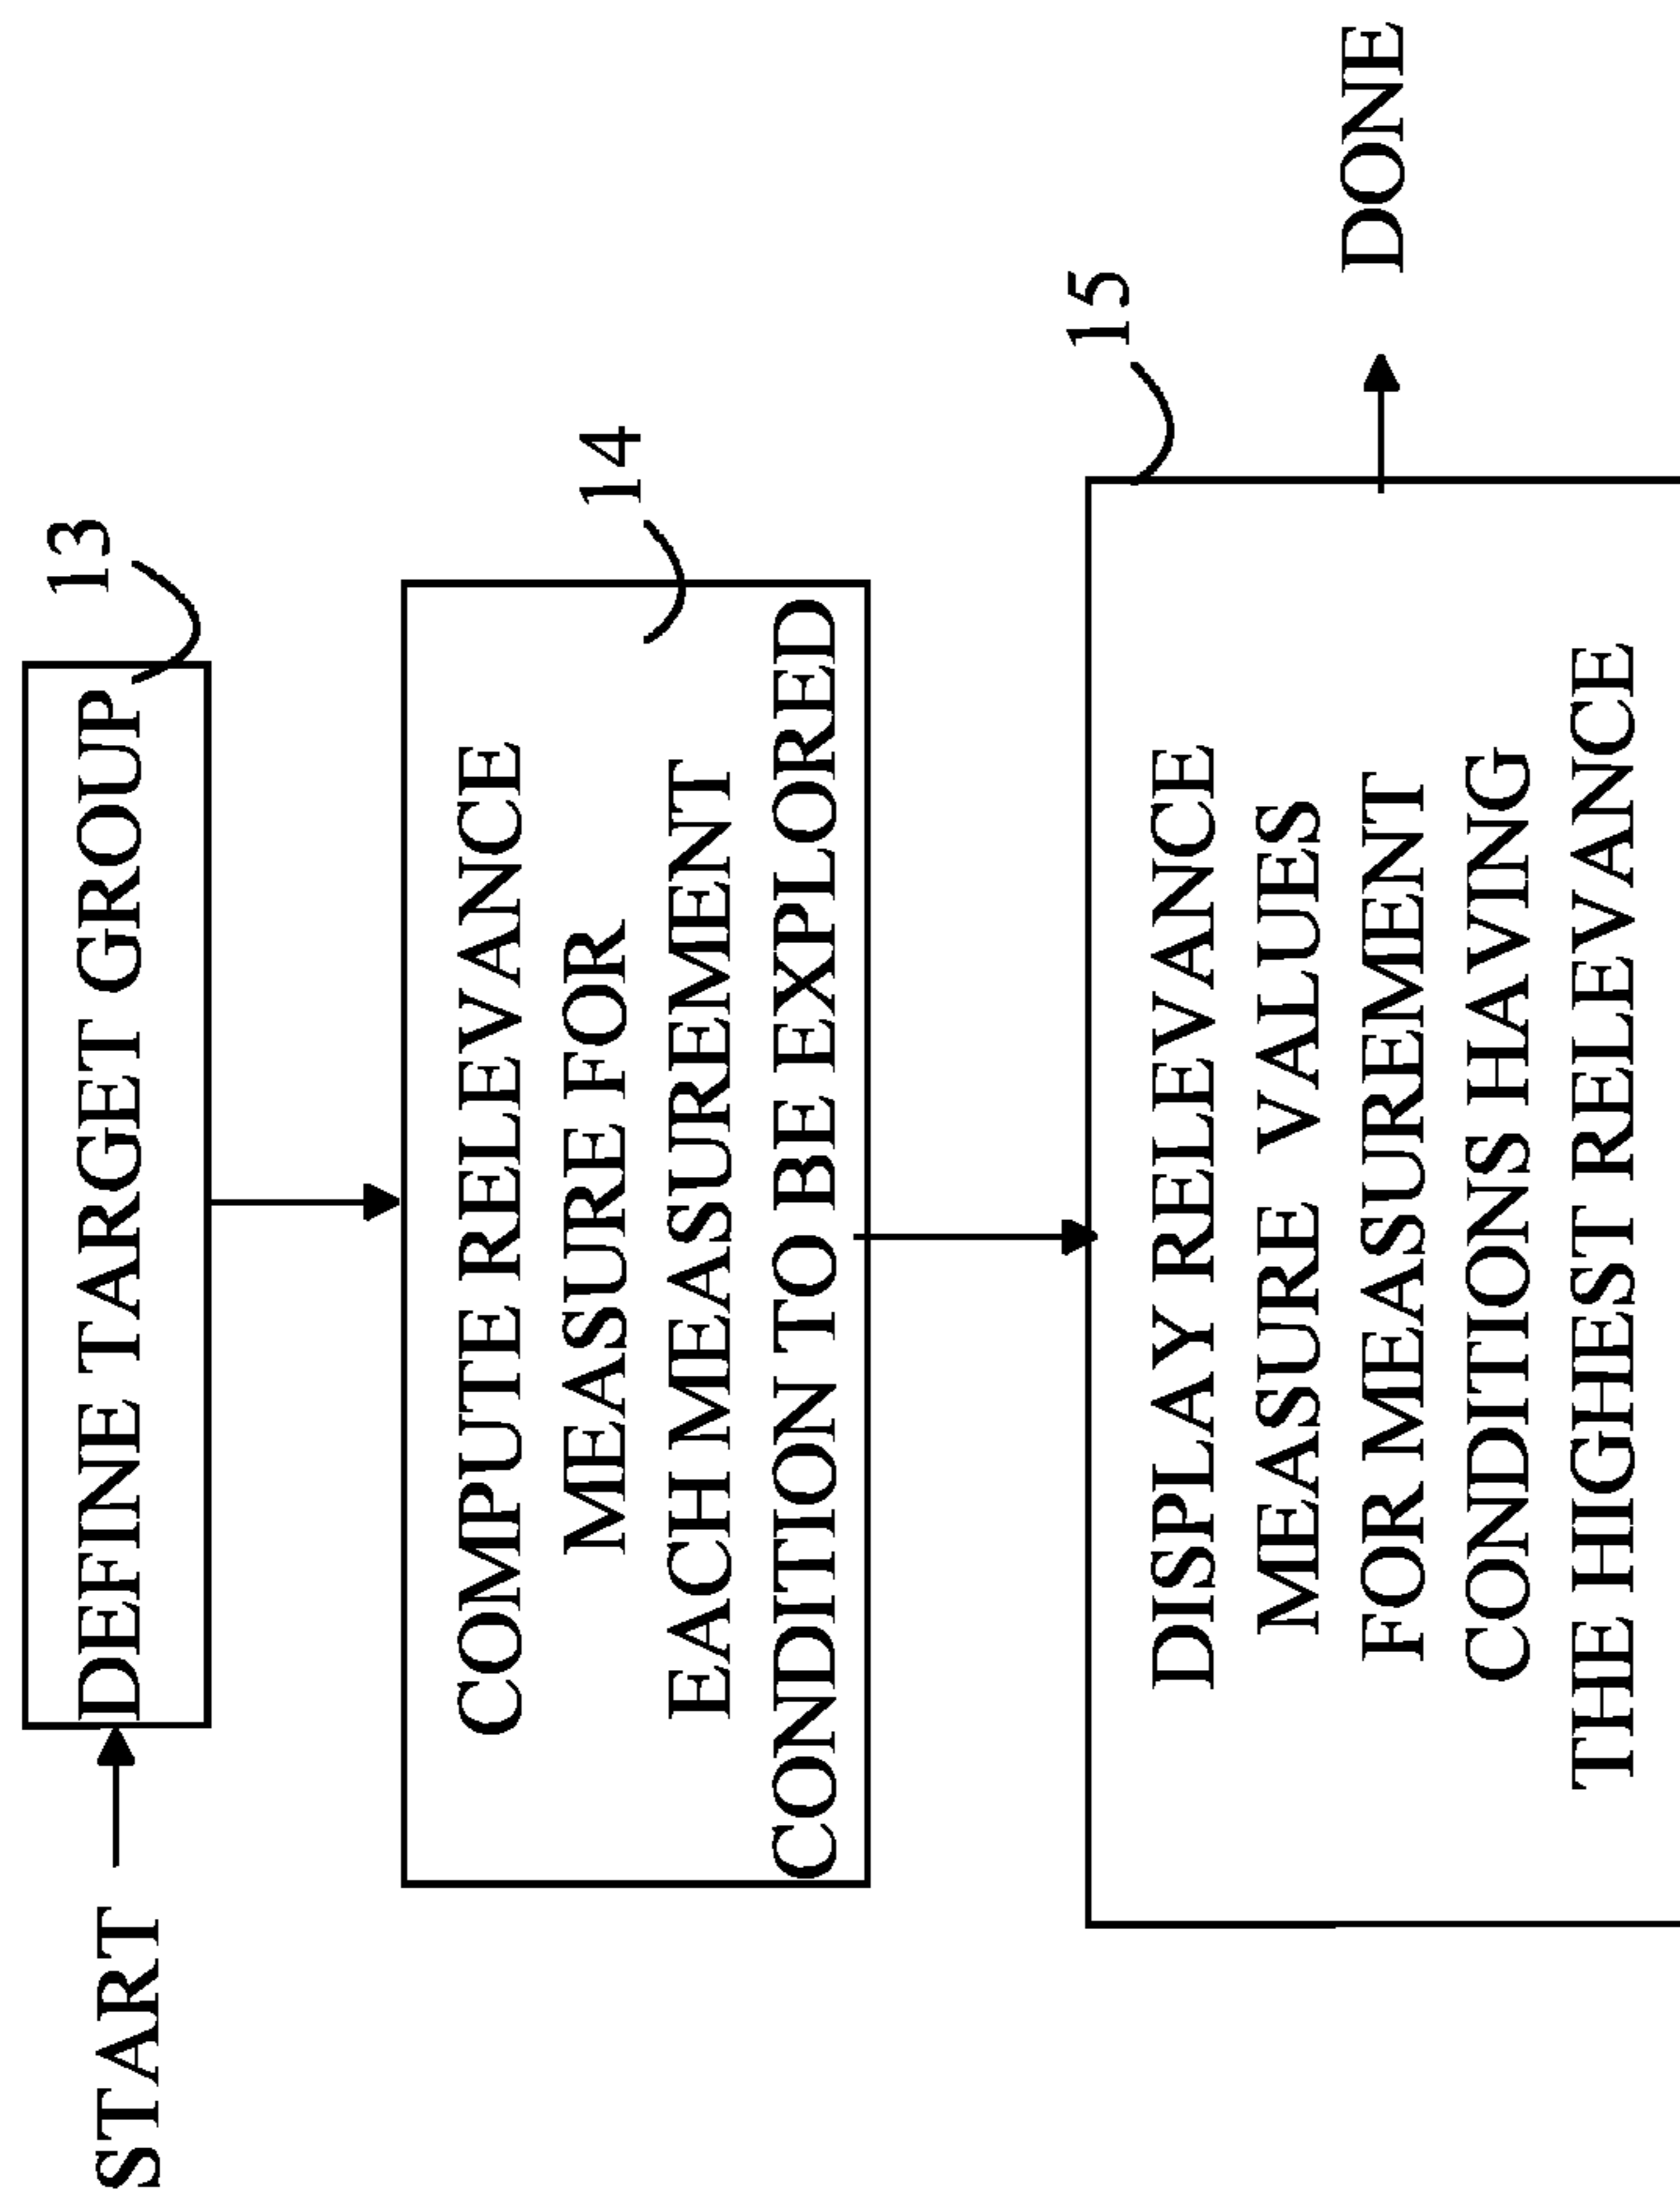 START
DEFINE TARGET GROUP
13
COMPUTE RELEVANCE
MEASURE FOR
EACH MEASUREMENT
CONDITION TO BE EXPLORED
14
DISPLAY RELEVANCE
MEASURE VALUES
FOR MEASUREMENT
CONDITIONS HAVING
THE HIGHEST RELEVANCE
15
DONE